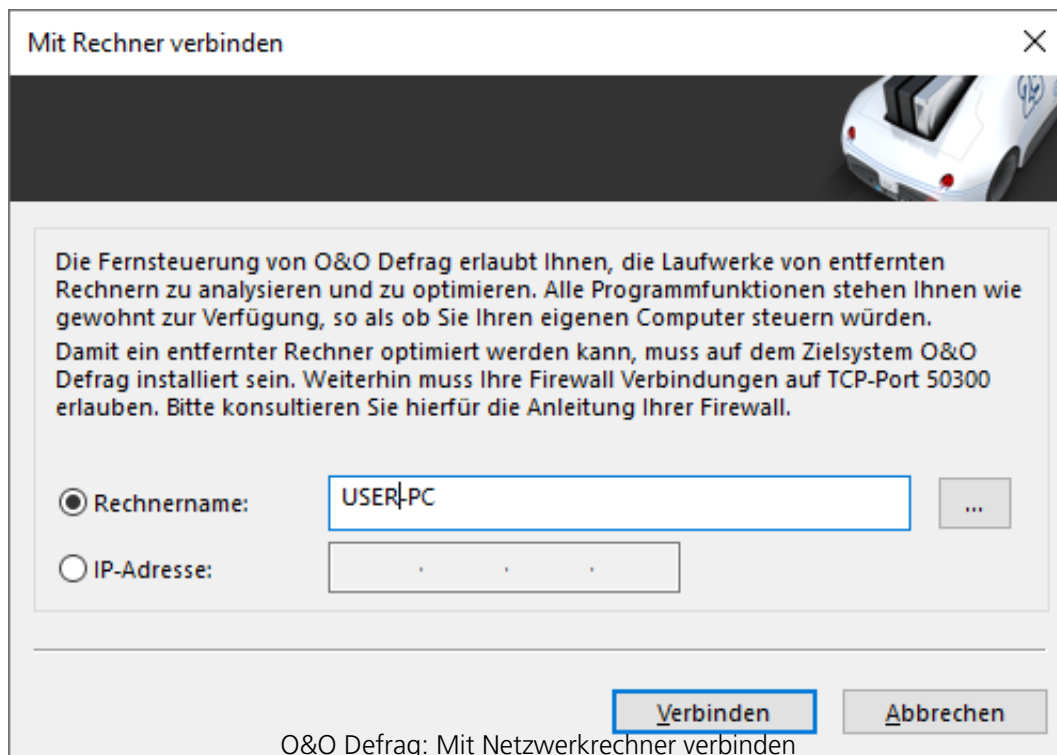 Mit Rechner verbinden
Die Fernsteuerung von O&O Defrag erlaubt Ihnen, die Laufwerke von entfernten
Rechnern zu analysieren und zu optimieren. Alle Programmfunktionen stehen Ihnen wie
gewohnt zur Verfügung, so als ob Sie Ihren eigenen Computer steuern würden.
Damit ein entfernter Rechner optimiert werden kann, muss auf dem Zielsystem O&O
Defrag installiert sein. Weiterhin muss Ihre Firewall Verbindungen auf TCP-Port 50300
erlauben. Bitte konsultieren Sie hierfür die Anleitung Ihrer Firewall.
Rechnername: USER-PC ...
IP-Adresse: . . .
Verbinden Abbrechen
O&O Defrag: Mit Netzwerkrechner verbinden